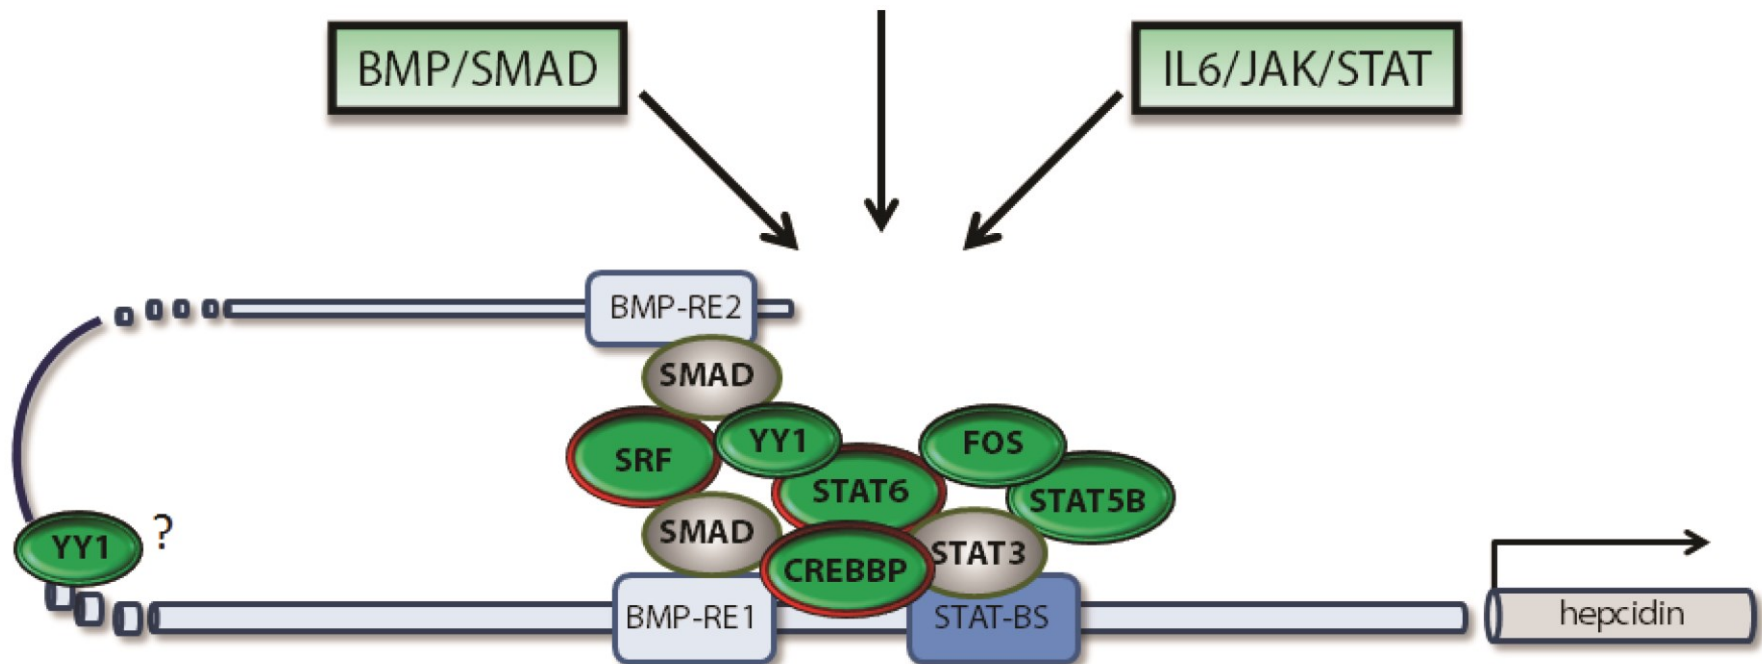 BMP/SMAD
IL6/JAK/STAT
BMP-RE2
SMAD
SRF
YY1
FOS
STAT6
STAT5B
SMAD
STAT3
YY1
?
CREBBP
BMP-RE1
STAT-BS
hepcidin